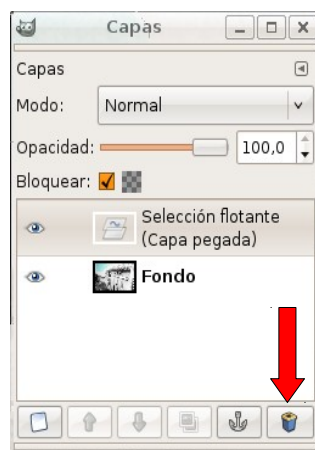 Capas
Capas
Modo: Normal
Opacidad: 100,0
Bloquear:
Selección flotante
(Capa pegada)
Fondo